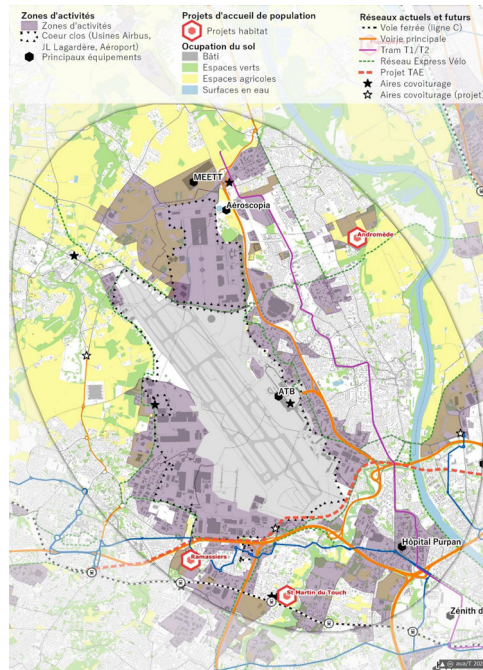 Zones d'activités
Zones d'activités
Coeur clos (Usines Airbus,
JL Lagardère, Aéroport)
Principaux équipements
Projets d'accueil de population
Projets habitat
Ocupation du sol
Bâti
Espaces verts
Espaces agricoles
Surfaces en eau
Réseaux actuels et futurs
Voie ferrée (ligne C)
Voirie principale
Tram T1/T2
Réseau Express Vélo
Projet TAE
Aires covoiturage
Aires covoiturage (projet)
MEETT
Aéroscopia
Andromède
ATB
Hôpital Purpan
Ramassiers
St Martin du Touch
Zénith d